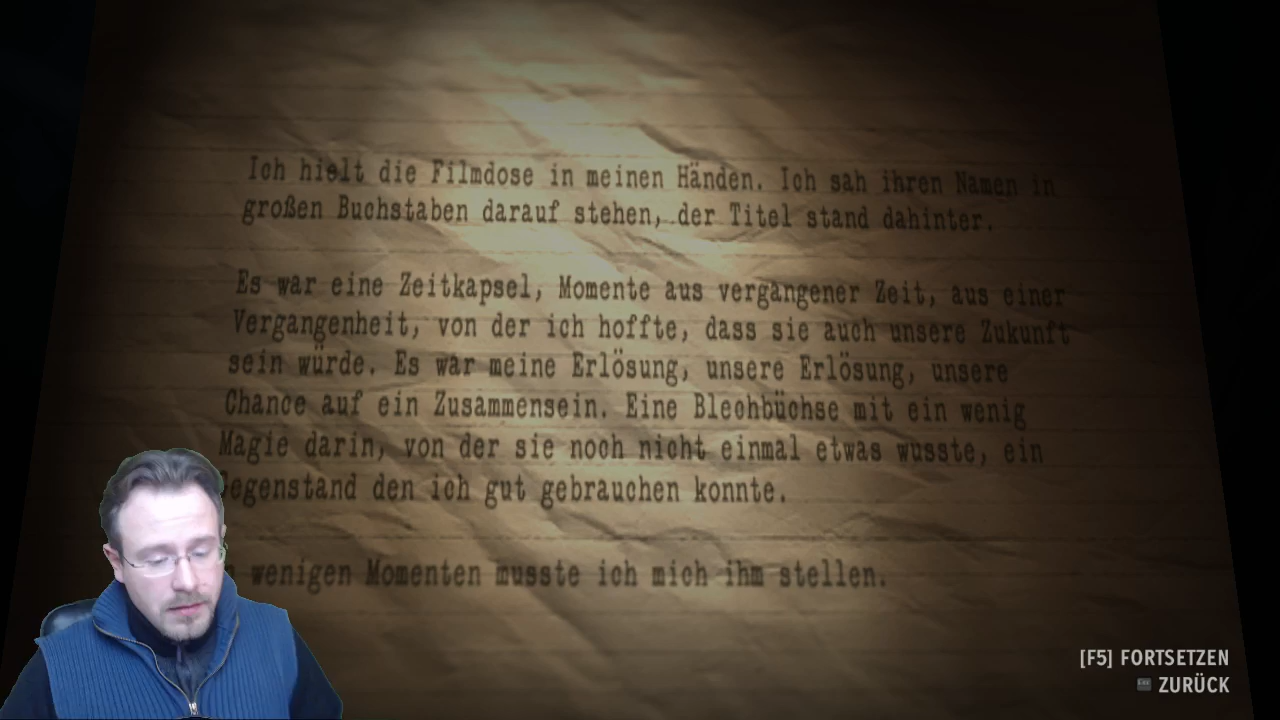 Ich hielt die Filmdose in meinen Händen. Ich sah ihren Namen in
großen Buchstaben darauf stehen, der Titel stand dahinter.
Es war eine Zeitkapsel, Momente aus vergangener Zeit, aus einer
Vergangenheit, von der ich hoffte, dass sie auch unsere Zukunft
sein würde. Es war meine Erlösung, unsere Erlösung, unsere
Chance auf ein Zusammensein. Eine Blechbüchse mit ein wenig
Magie darin, von der sie noch nicht einmal etwas wusste, ein
Gegenstand den ich gut gebrauchen konnte.
wenigen Momenten musste ich mich ihm stellen.
[F5] FORTSETZEN
ZURÜCK